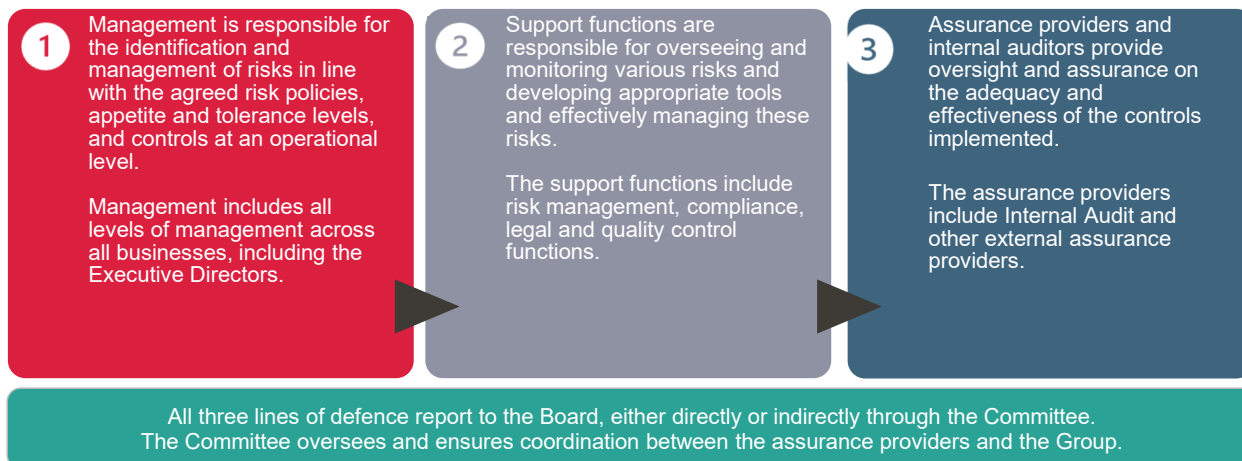 1
Management is responsible for
the identification and
management of risks in line
with the agreed risk policies,
appetite and tolerance levels,
and controls at an operational
level.
Management includes all
levels of management across
all businesses, including the
Executive Directors.
2
Support functions are
responsible for overseeing and
monitoring various risks and
developing appropriate tools
and effectively managing these
risks.
The support functions include
risk management, compliance,
legal and quality control
functions.
3
Assurance providers and
internal auditors provide
oversight and assurance on
the adequacy and
effectiveness of the controls
implemented.
The assurance providers
include Internal Audit and
other external assurance
providers.
All three lines of defence report to the Board, either directly or indirectly through the Committee.
The Committee oversees and ensures coordination between the assurance providers and the Group.